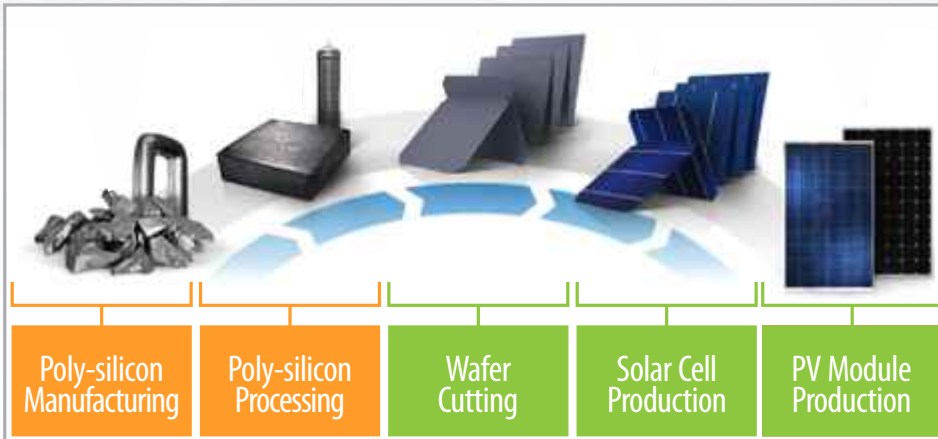 Poly-silicon
Manufacturing
Poly-silicon
Processing
Wafer
Cutting
Solar Cell
Production
PV Module
Production